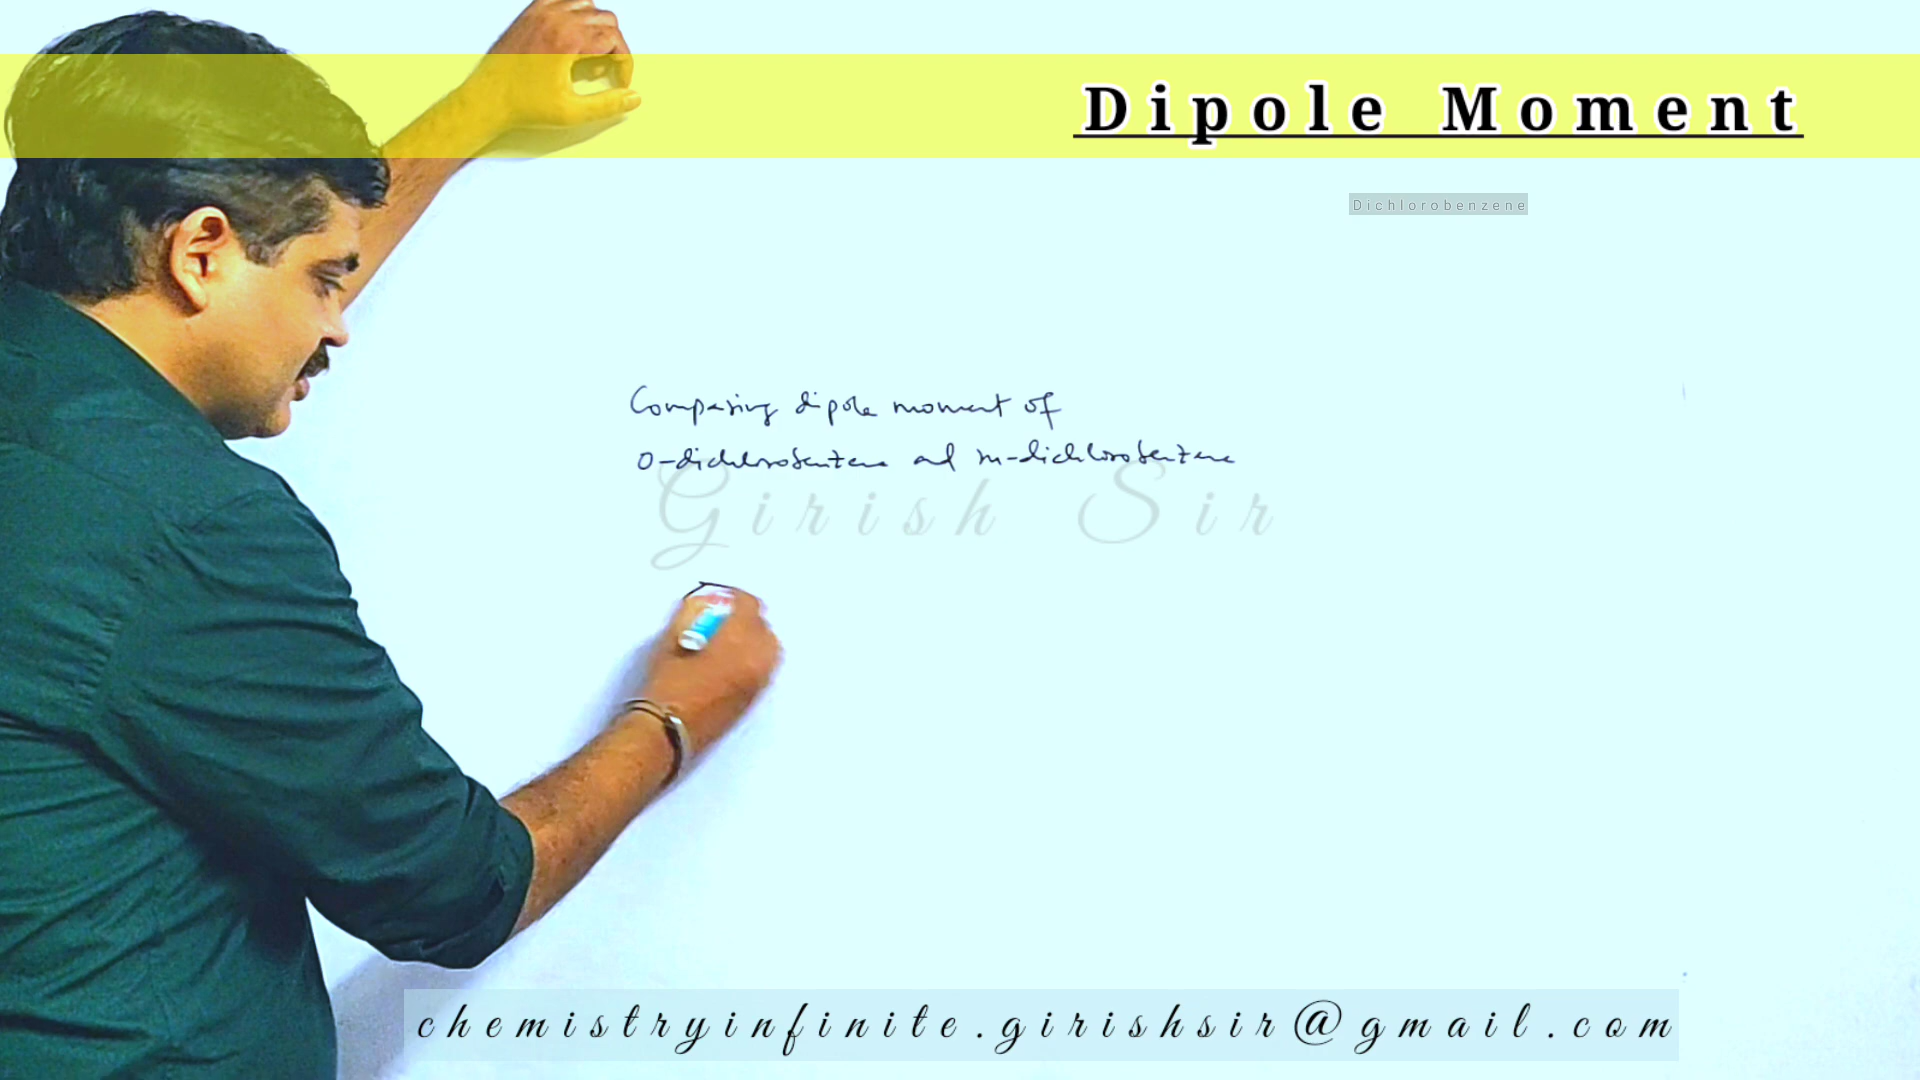 Dipole Moment
Dichlorobenzene
Comparing dipole moment of
o-dichlorobenzene and m-dichlorobenzene
Girish Sir
chemistryinfinite.girishsir@gmail.com